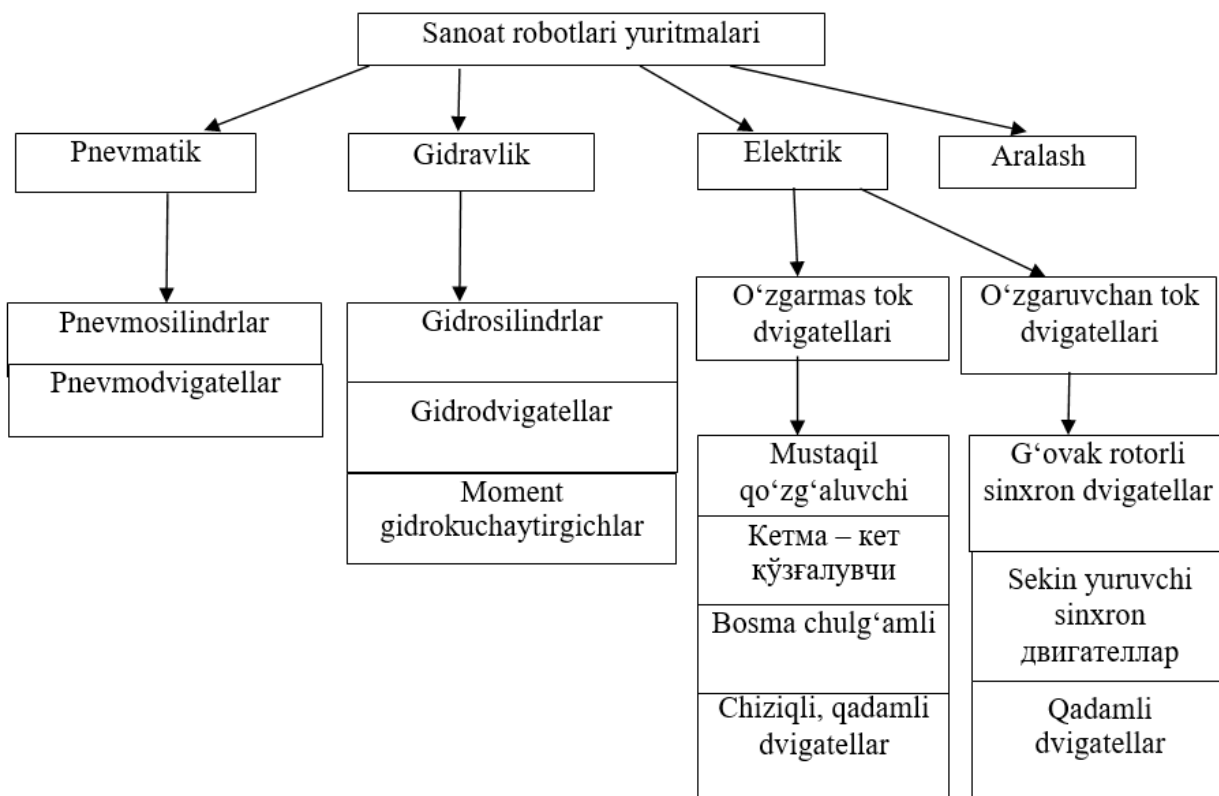 Sanoat robotlari yuritmalari
Pnevmatik
Gidravlik
Elektrik
Aralash
Pnevmosilindrlar
Pnevmodvigatellar
Gidrosilindrlar
Gidrodvigatellar
Moment
gidrokuchaytirgichlar
O‘zgarmas tok
dvigatellari
O‘zgaruvchan tok
dvigatellari
Mustaqil
qo‘zg‘aluvchi
Кетма – кет
қўзғалувчи
Bosma chulg‘amli
Chiziqli, qadamli
dvigatellar
G‘ovak rotorli
sinxron dvigatellar
Sekin yuruvchi
sinxron
двигателлар
Qadamli
dvigatellar